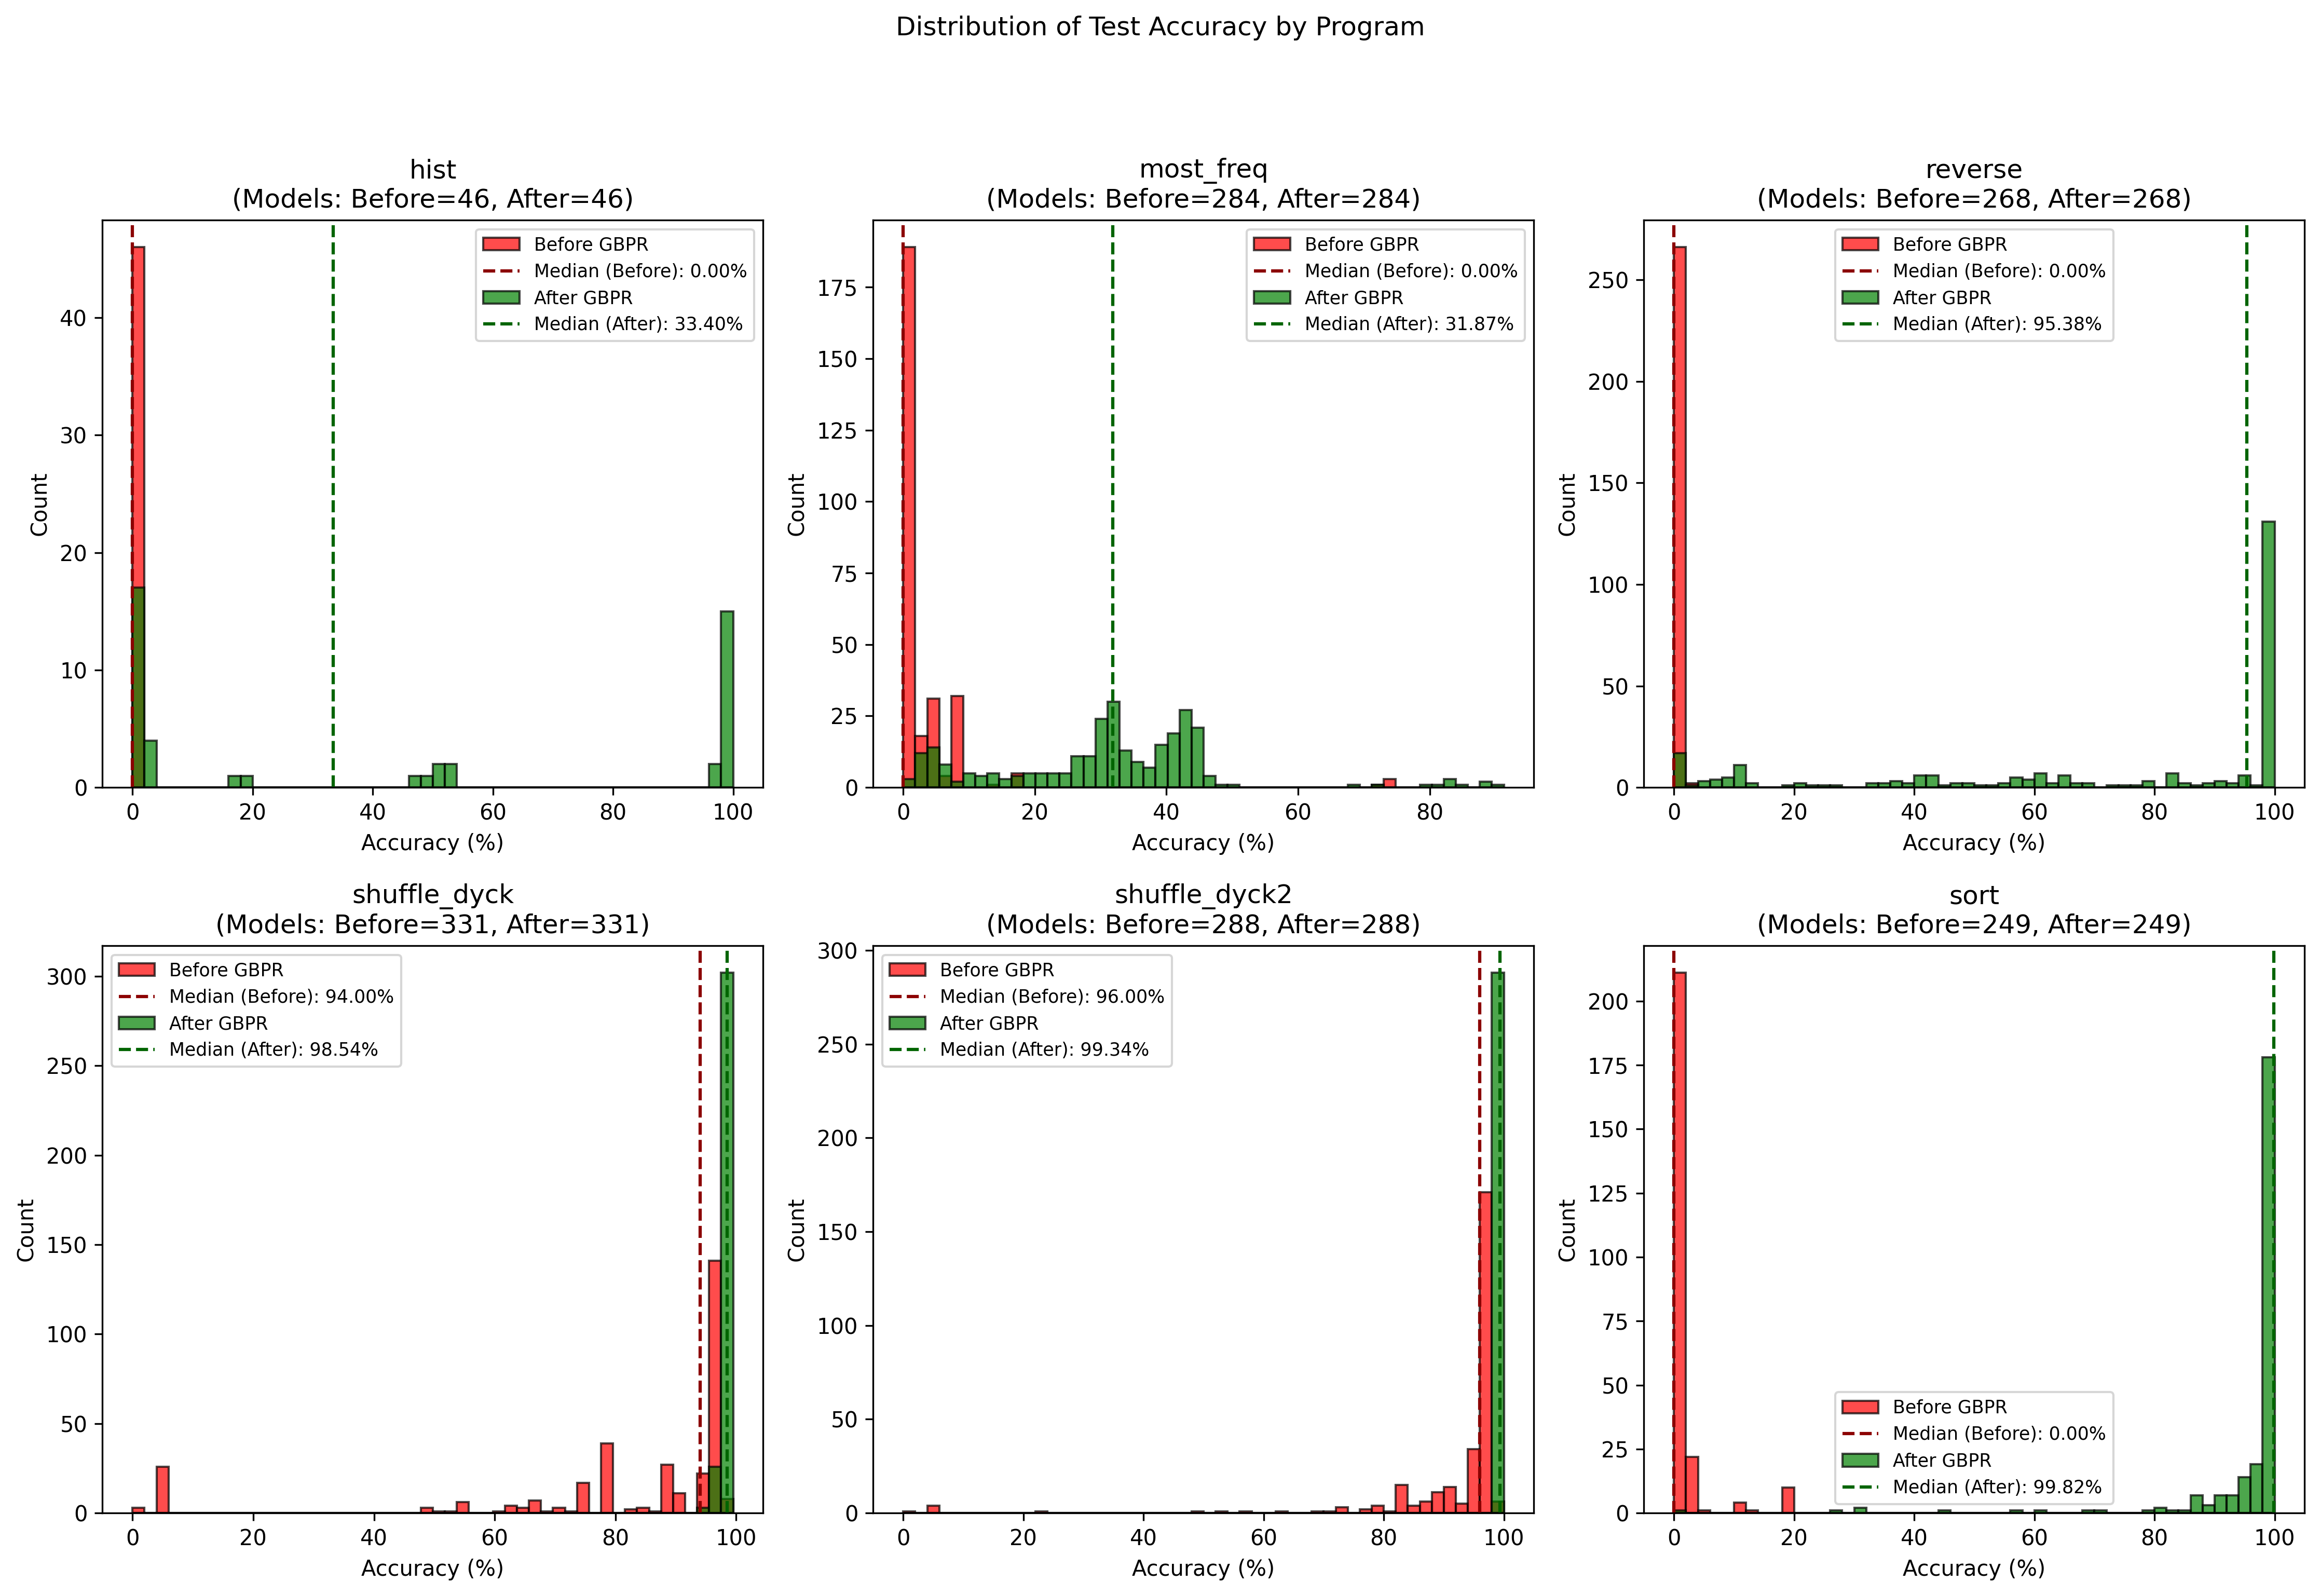 Distribution of Test Accuracy by Program
hist
(Models: Before=46, After=46)
Before GBPR
Median (Before): 0.00%
After GBPR
Median (After): 33.40%
Count
0
10
20
30
40
0
20
40
60
80
100
Accuracy (%)
most_freq
(Models: Before=284, After=284)
Before GBPR
Median (Before): 0.00%
After GBPR
Median (After): 31.87%
Count
0
25
50
75
100
125
150
175
0
20
40
60
80
Accuracy (%)
reverse
(Models: Before=268, After=268)
Before GBPR
Median (Before): 0.00%
After GBPR
Median (After): 95.38%
Count
0
50
100
150
200
250
0
20
40
60
80
100
Accuracy (%)
shuffle_dyck
(Models: Before=331, After=331)
Before GBPR
Median (Before): 94.00%
After GBPR
Median (After): 98.54%
Count
0
50
100
150
200
250
300
0
20
40
60
80
100
Accuracy (%)
shuffle_dyck2
(Models: Before=288, After=288)
Before GBPR
Median (Before): 96.00%
After GBPR
Median (After): 99.34%
Count
0
50
100
150
200
250
300
0
20
40
60
80
100
Accuracy (%)
sort
(Models: Before=249, After=249)
Before GBPR
Median (Before): 0.00%
After GBPR
Median (After): 99.82%
Count
0
25
50
75
100
125
150
175
200
0
20
40
60
80
100
Accuracy (%)